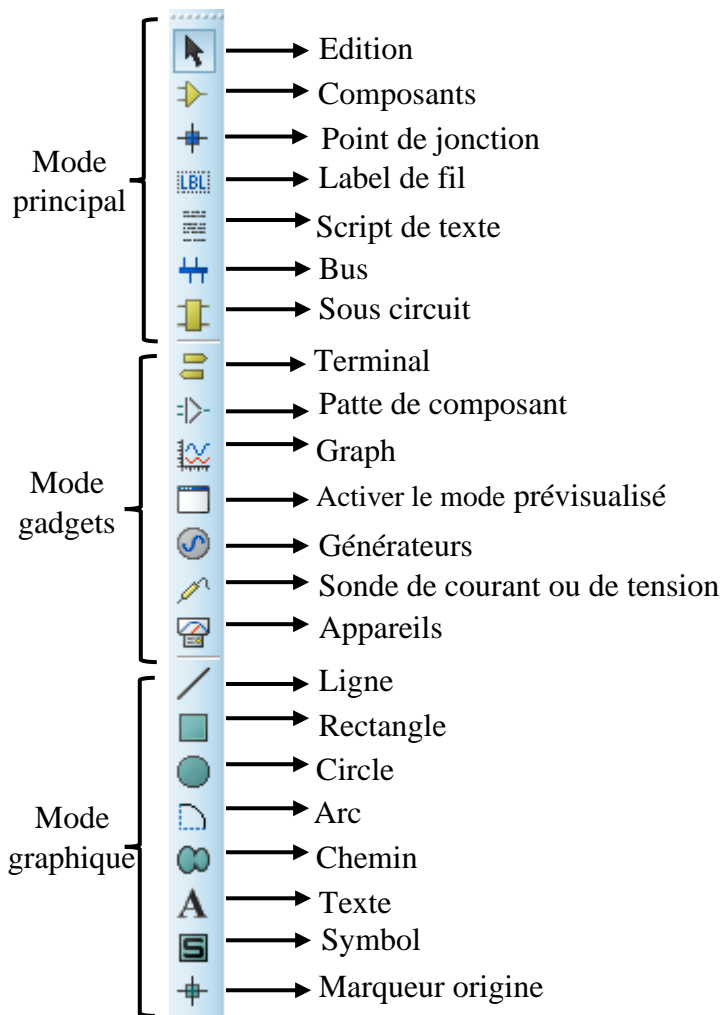 Mode
principal
Edition
Composants
Point de jonction
LBL
Label de fil
Script de texte
Bus
Sous circuit
Mode
gadgets
Terminal
Patte de composant
Graph
Activer le mode prévisualisé
Générateurs
Sonde de courant ou de tension
Appareils
Mode
graphique
Ligne
Rectangle
Circle
Arc
Chemin
A
Texte
S
Symbol
Marqueur origine